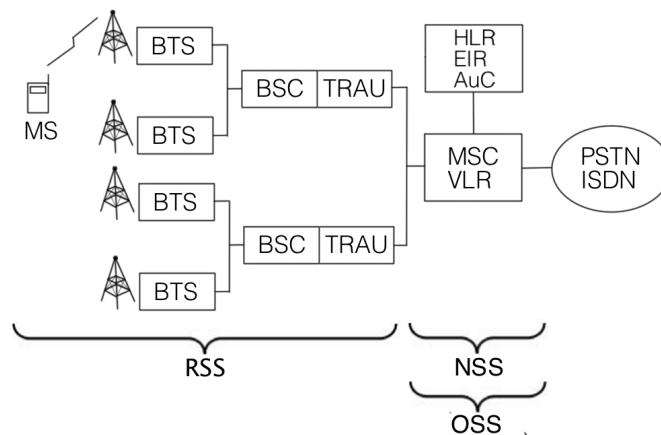 BTS
HLR
EIR
AuC
BSC TRAU
MS
BTS
MSC
VLR
PSTN
ISDN
BTS
BSC TRAU
BTS
RSS
NSS
OSS